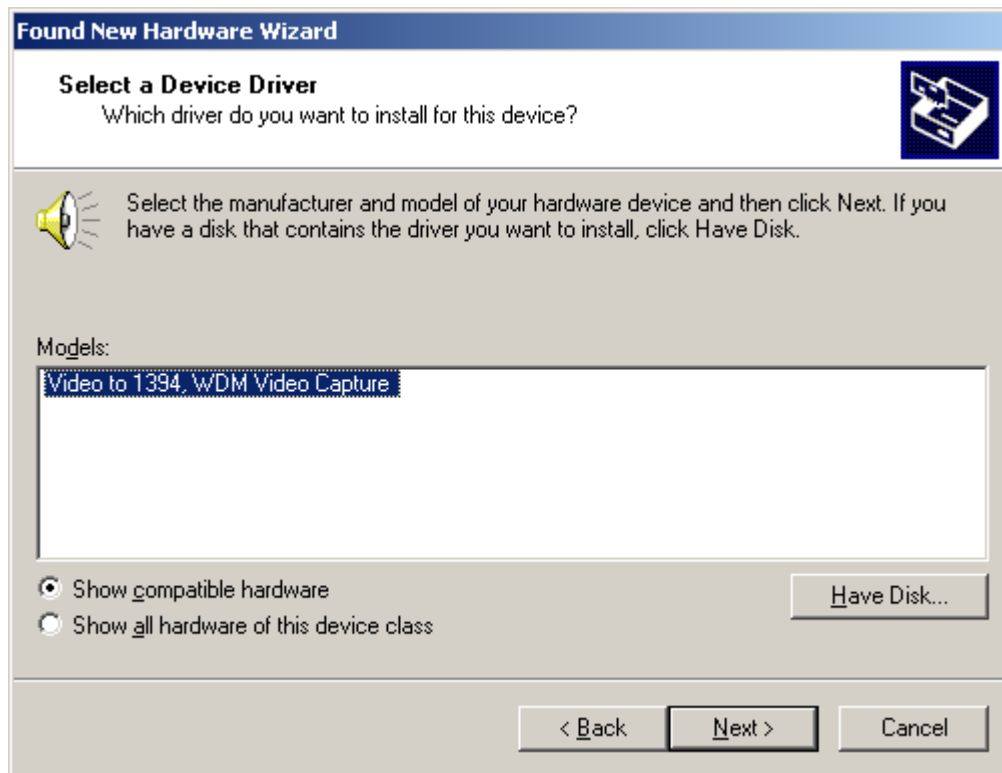 Found New Hardware Wizard
Select a Device Driver
Which driver do you want to install for this device?
Select the manufacturer and model of your hardware device and then click Next. If you
have a disk that contains the driver you want to install, click Have Disk.
Models:
Video to 1394, WDM Video Capture
Show compatible hardware
Have Disk...
Show all hardware of this device class
< Back
Next >
Cancel